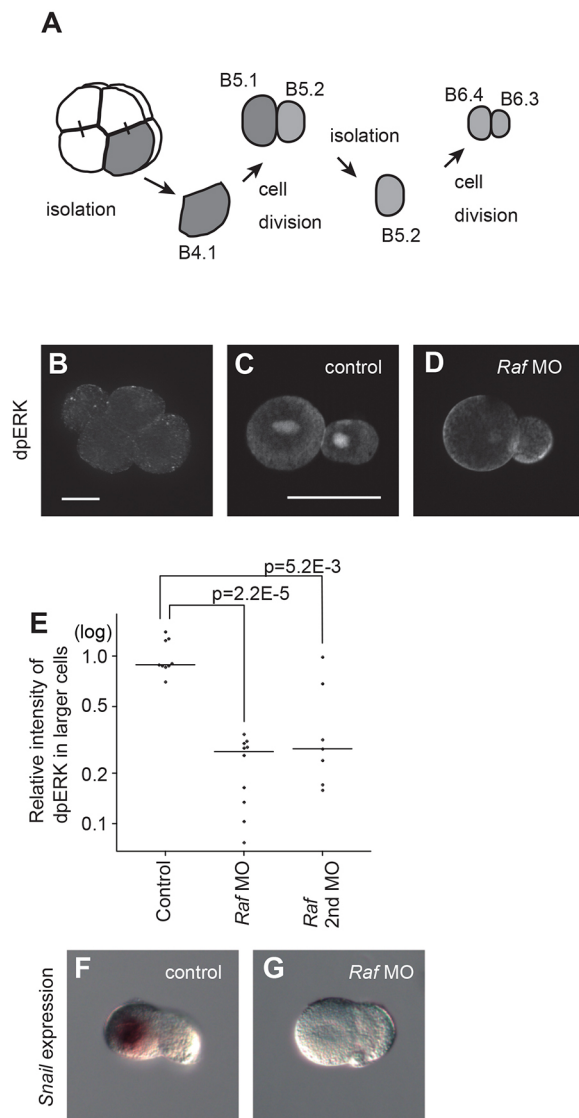 A
B5.1
B5.2
B6.4
B6.3
isolation
isolation
cell
division
cell
division
B4.1
B5.2
dpERK
B
C
control
D
Raf MO
E
p=5.2E-3
p=2.2E-5
(log)
Relative intensity of
dpERK in larger cells
1.0
0.5
0.2
0.1
Control
Raf MO
Raf
2nd MO
Snail expression
F
control
G
Raf MO